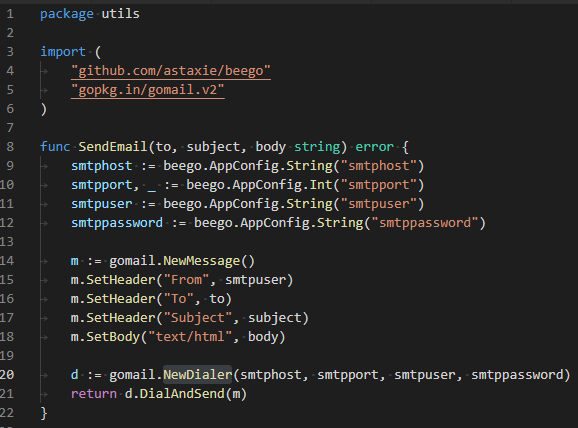 1 package utils
2
3 import (
4 "github.com/astaxie/beego"
5 "gopkg.in/gomail.v2"
6 )
7
8 func SendEmail(to, subject, body string) error {
9 smtphost := beego.AppConfig.String("smtphost")
10 smtpport, _ := beego.AppConfig.Int("smtpport")
11 smtpuser := beego.AppConfig.String("smtpuser")
12 smtppassword := beego.AppConfig.String("smtppassword")
13
14 m := gomail.NewMessage()
15 m.SetHeader("From", smtpuser)
16 m.SetHeader("To", to)
17 m.SetHeader("Subject", subject)
18 m.SetBody("text/html", body)
19
20 d := gomail.NewDialer(smtphost, smtpport, smtpuser, smtppassword)
21 return d.DialAndSend(m)
22 }